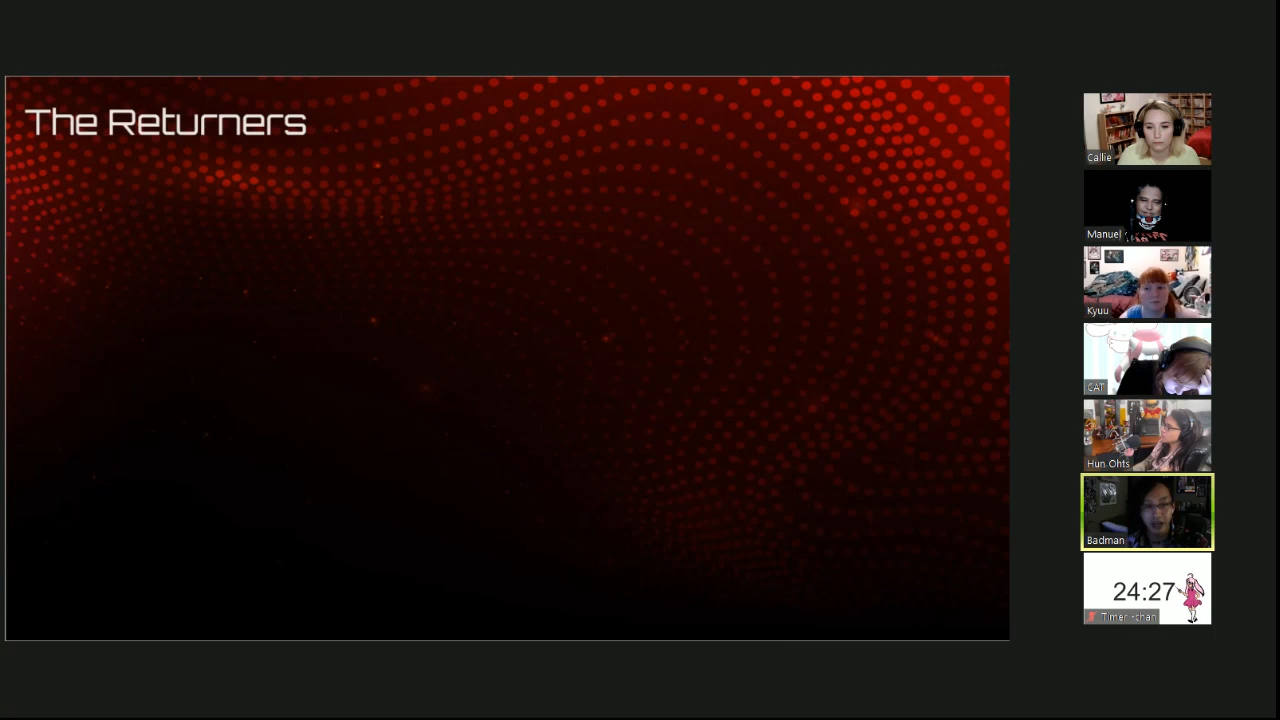 The Returners
Callie
Manuel
Kyuu
CAT
Hun Ohts
Badman
24:27
Timer -chan